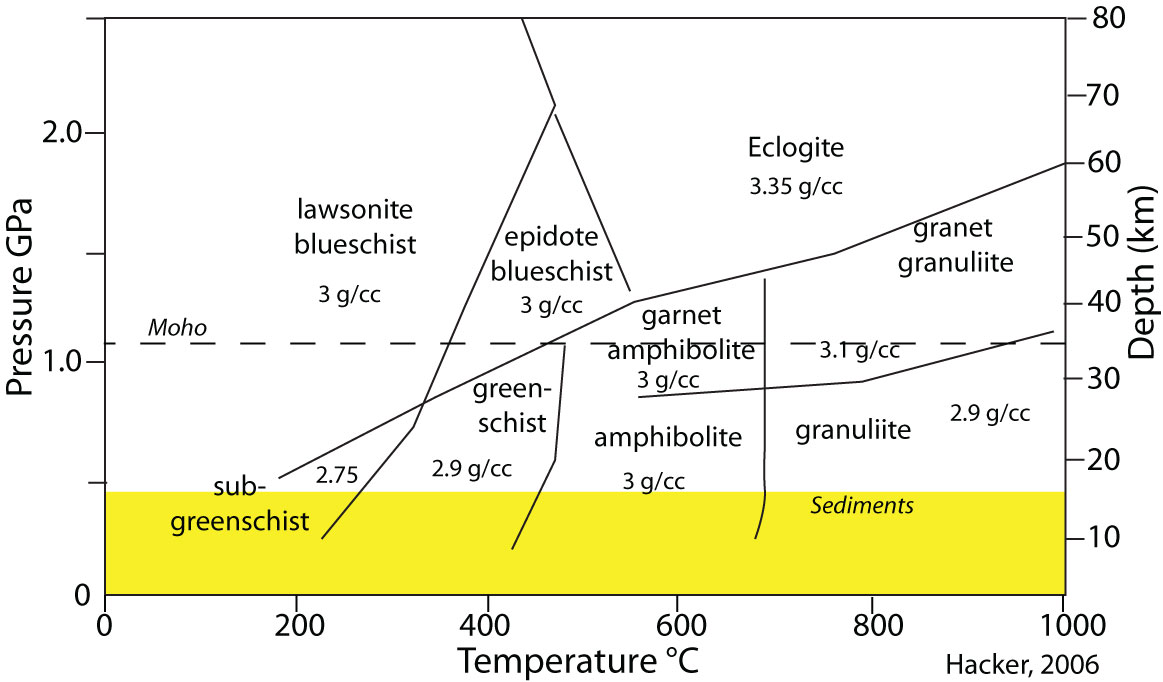 80
70
2.0
Eclogite
3.35 g/cc
60
lawsonite
blueschist
3 g/cc
epidote
blueschist
3 g/cc
granet
granuliite
50
40
Moho
garnet
amphibolite
3 g/cc
3.1 g/cc
1.0
30
green-
schist
2.9 g/cc
2.9 g/cc
amphibolite
3 g/cc
granuliite
20
2.75
sub-
greenschist
Sediments
10
0
0
200
400
600
800
1000
Pressure GPa
Depth (km)
Temperature °C
Hacker, 2006